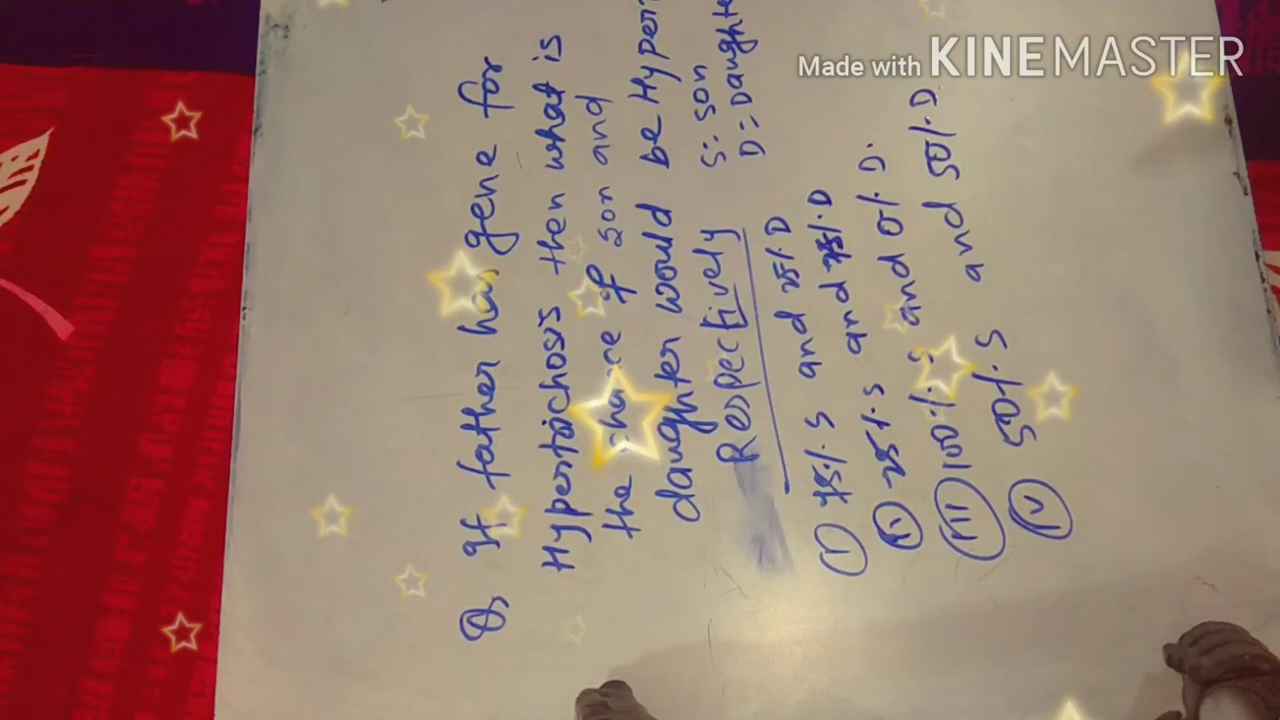 Q, If father has gene for
Hypertrichosis then what is
the chance of son and
daughter would be Hyper
Respectively
S: son
D = Daughte
(I) 75%. S and 25%. D
(II) 25%. S and 75%. D
(III) 100%. S and 0%. D.
(IV) 50%. S and 50%. D
Made with KINEMASTER